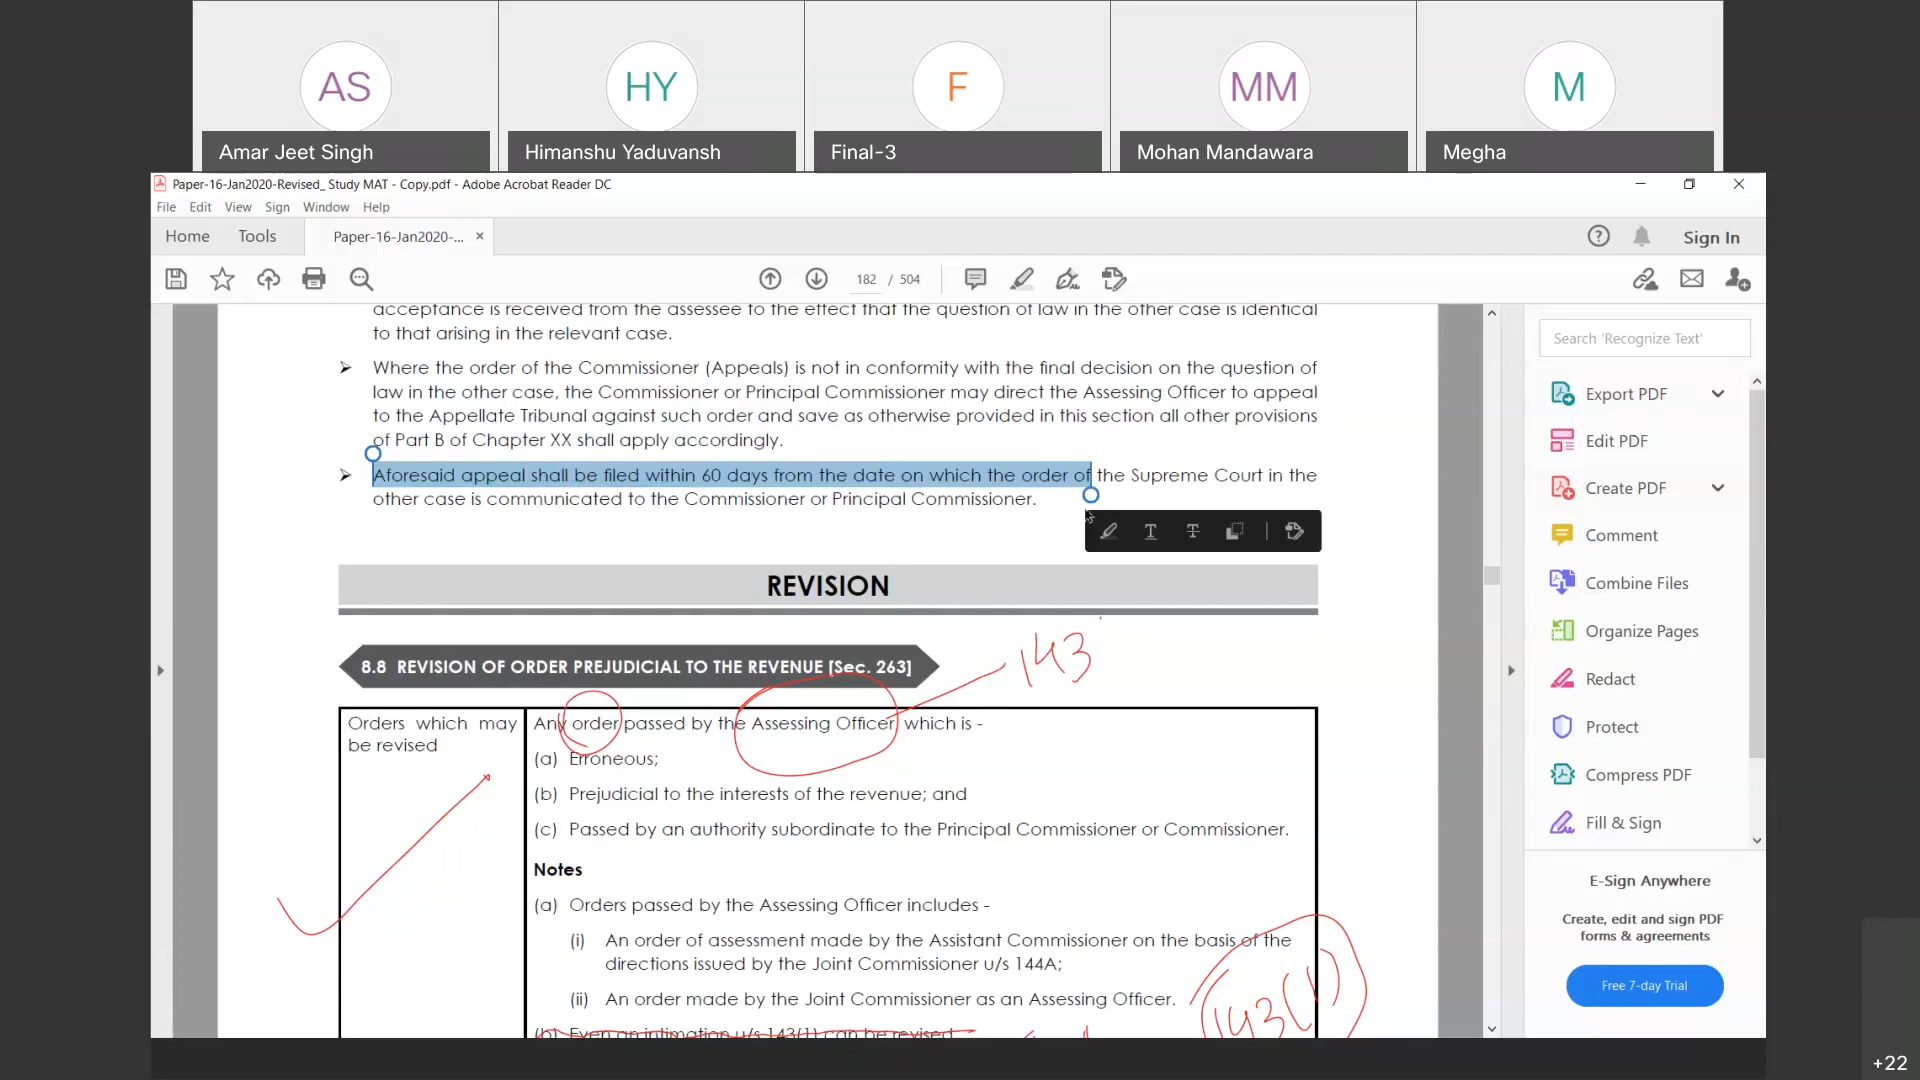 AS
HY
F
MM
M
Amar Jeet Singh
Himanshu Yaduvansh
Final-3
Mohan Mandawara
Megha
Paper-16-Jan2020-Revised_ Study MAT - Copy.pdf - Adobe Acrobat Reader DC
File Edit View Sign Window Help
Home Tools Paper-16-Jan2020-... × Sign In
182 / 504
acceptance is received from the assessee to the effect that the question of law in the other case is identical
to that arising in the relevant case.
Where the order of the Commissioner (Appeals) is not in conformity with the final decision on the question of
law in the other case, the Commissioner or Principal Commissioner may direct the Assessing Officer to appeal
to the Appellate Tribunal against such order and save as otherwise provided in this section all other provisions
of Part B of Chapter XX shall apply accordingly.
Aforesaid appeal shall be filed within 60 days from the date on which the order of the Supreme Court in the
other case is communicated to the Commissioner or Principal Commissioner.
REVISION
8.8 REVISION OF ORDER PREJUDICIAL TO THE REVENUE [Sec. 263]
143
Orders which may
be revised
Any order passed by the Assessing Officer which is -
(a) Erroneous;
(b) Prejudicial to the interests of the revenue; and
(c) Passed by an authority subordinate to the Principal Commissioner or Commissioner.
Notes
(a) Orders passed by the Assessing Officer includes -
(i) An order of assessment made by the Assistant Commissioner on the basis of the
directions issued by the Joint Commissioner u/s 144A;
(ii) An order made by the Joint Commissioner as an Assessing Officer.
143(1)
(b) Even an intimation u/s 143(1) can be revised
Search 'Recognize Text'
Export PDF
Edit PDF
Create PDF
Comment
Combine Files
Organize Pages
Redact
Protect
Compress PDF
Fill & Sign
E-Sign Anywhere
Create, edit and sign PDF
forms & agreements
Free 7-day Trial
+22